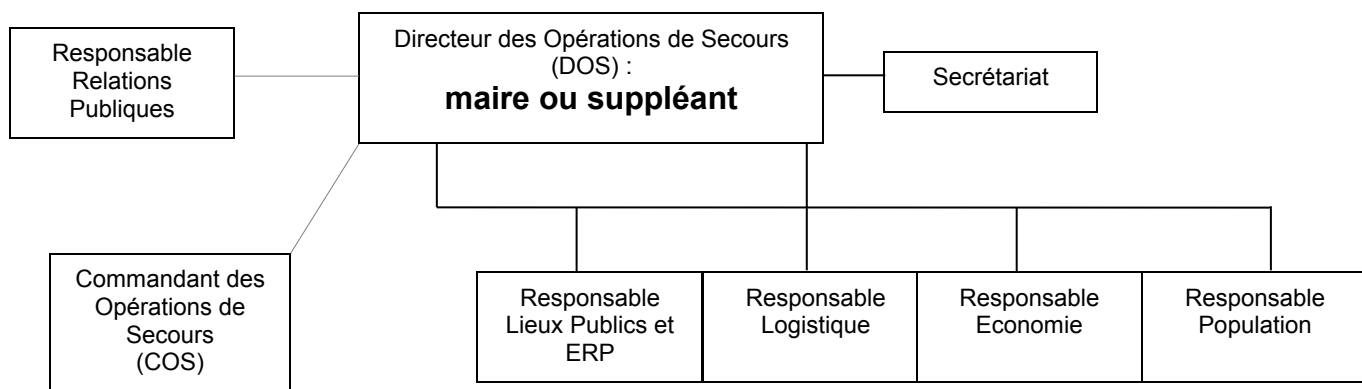 Responsable
Relations
Publiques
Directeur des Opérations de Secours
(DOS) :
maire ou suppléant
Secrétariat
Commandant des
Opérations de
Secours
(COS)
Responsable
Lieux Publics et
ERP
Responsable
Logistique
Responsable
Economie
Responsable
Population